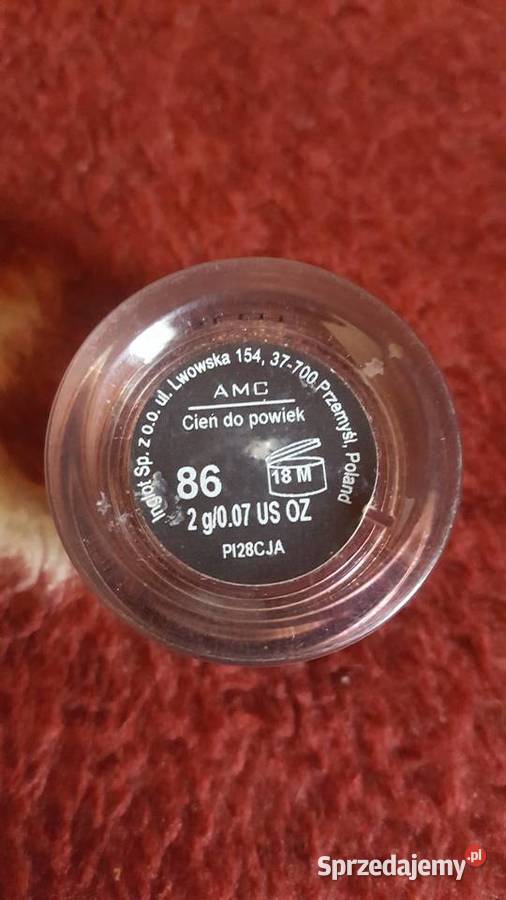 Inglot Sp. z o.o. ul. Lwowska 154, 37-700 Przemyśl, Poland
AMC
Cień do powiek
86
18 M
2 g/0.07 US OZ
PI28CJA
Sprzedajemy.pl